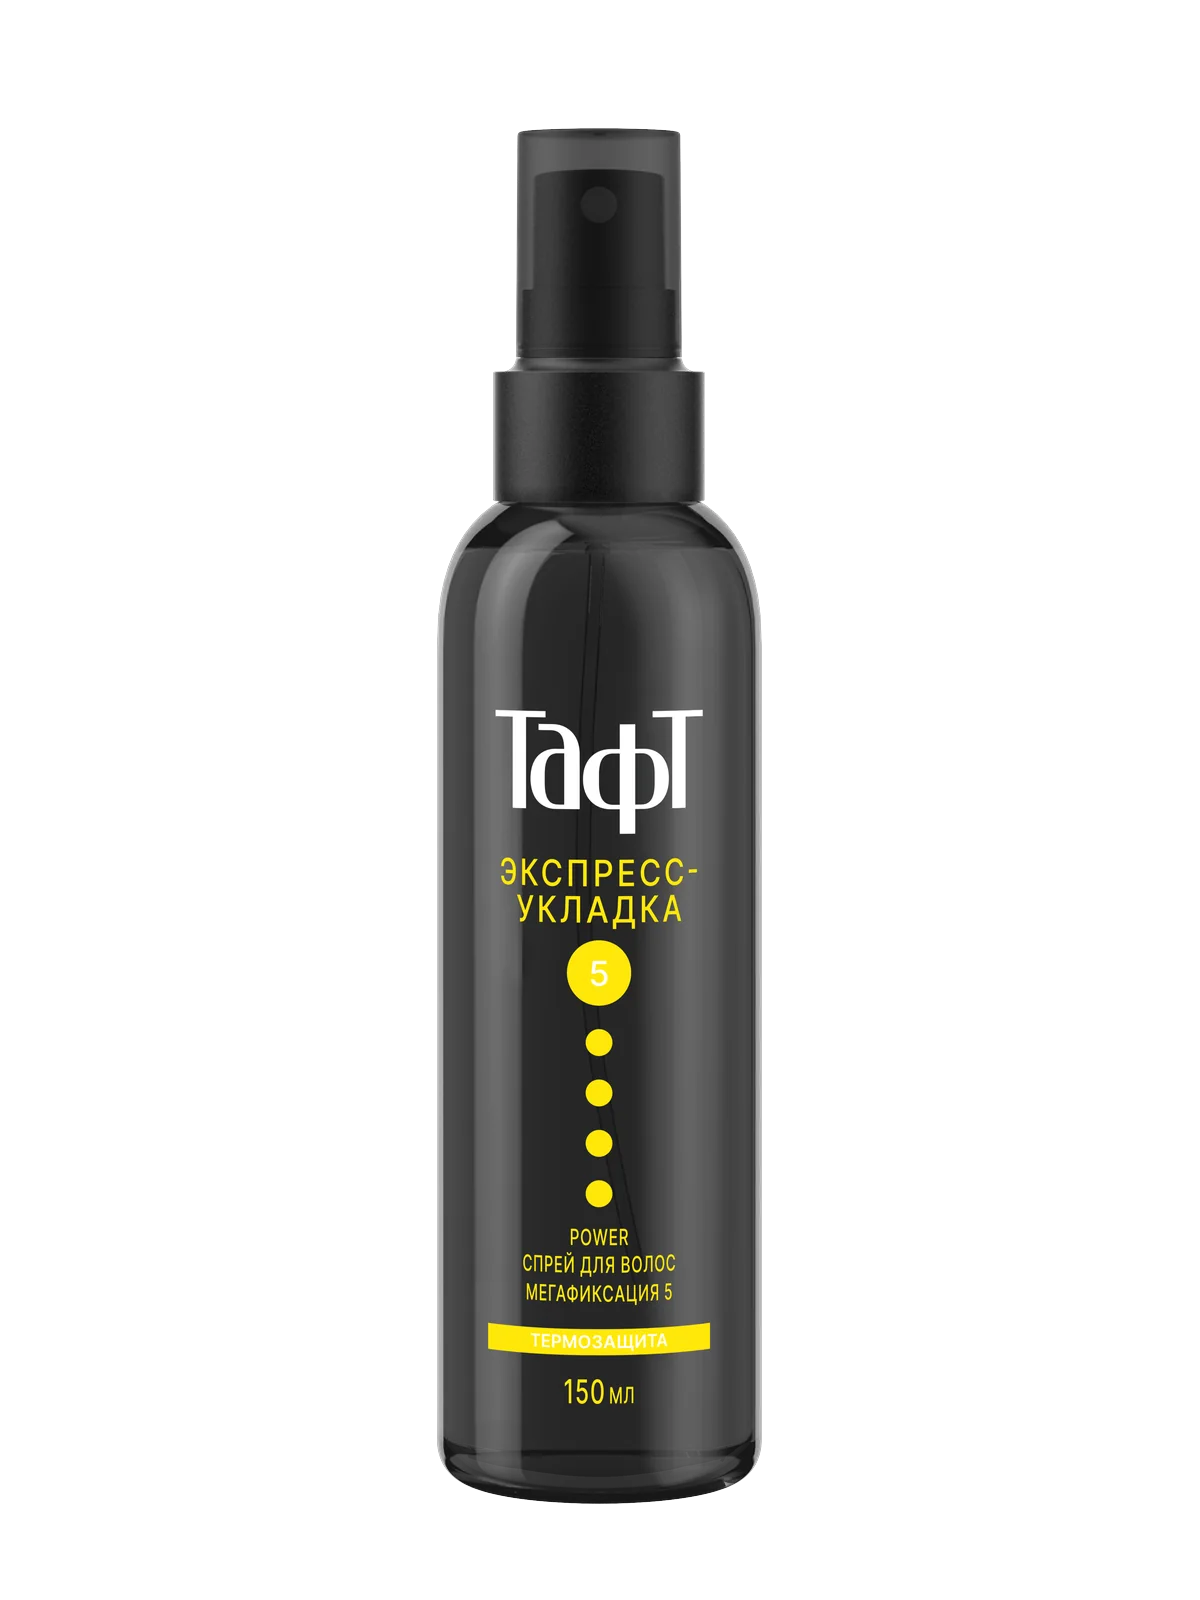 Тафт
ЭКСПРЕСС-
УКЛАДКА
5
POWER
СПРЕЙ ДЛЯ ВОЛОС
МЕГАФИКСАЦИЯ 5
ТЕРМОЗАЩИТА
150 мл